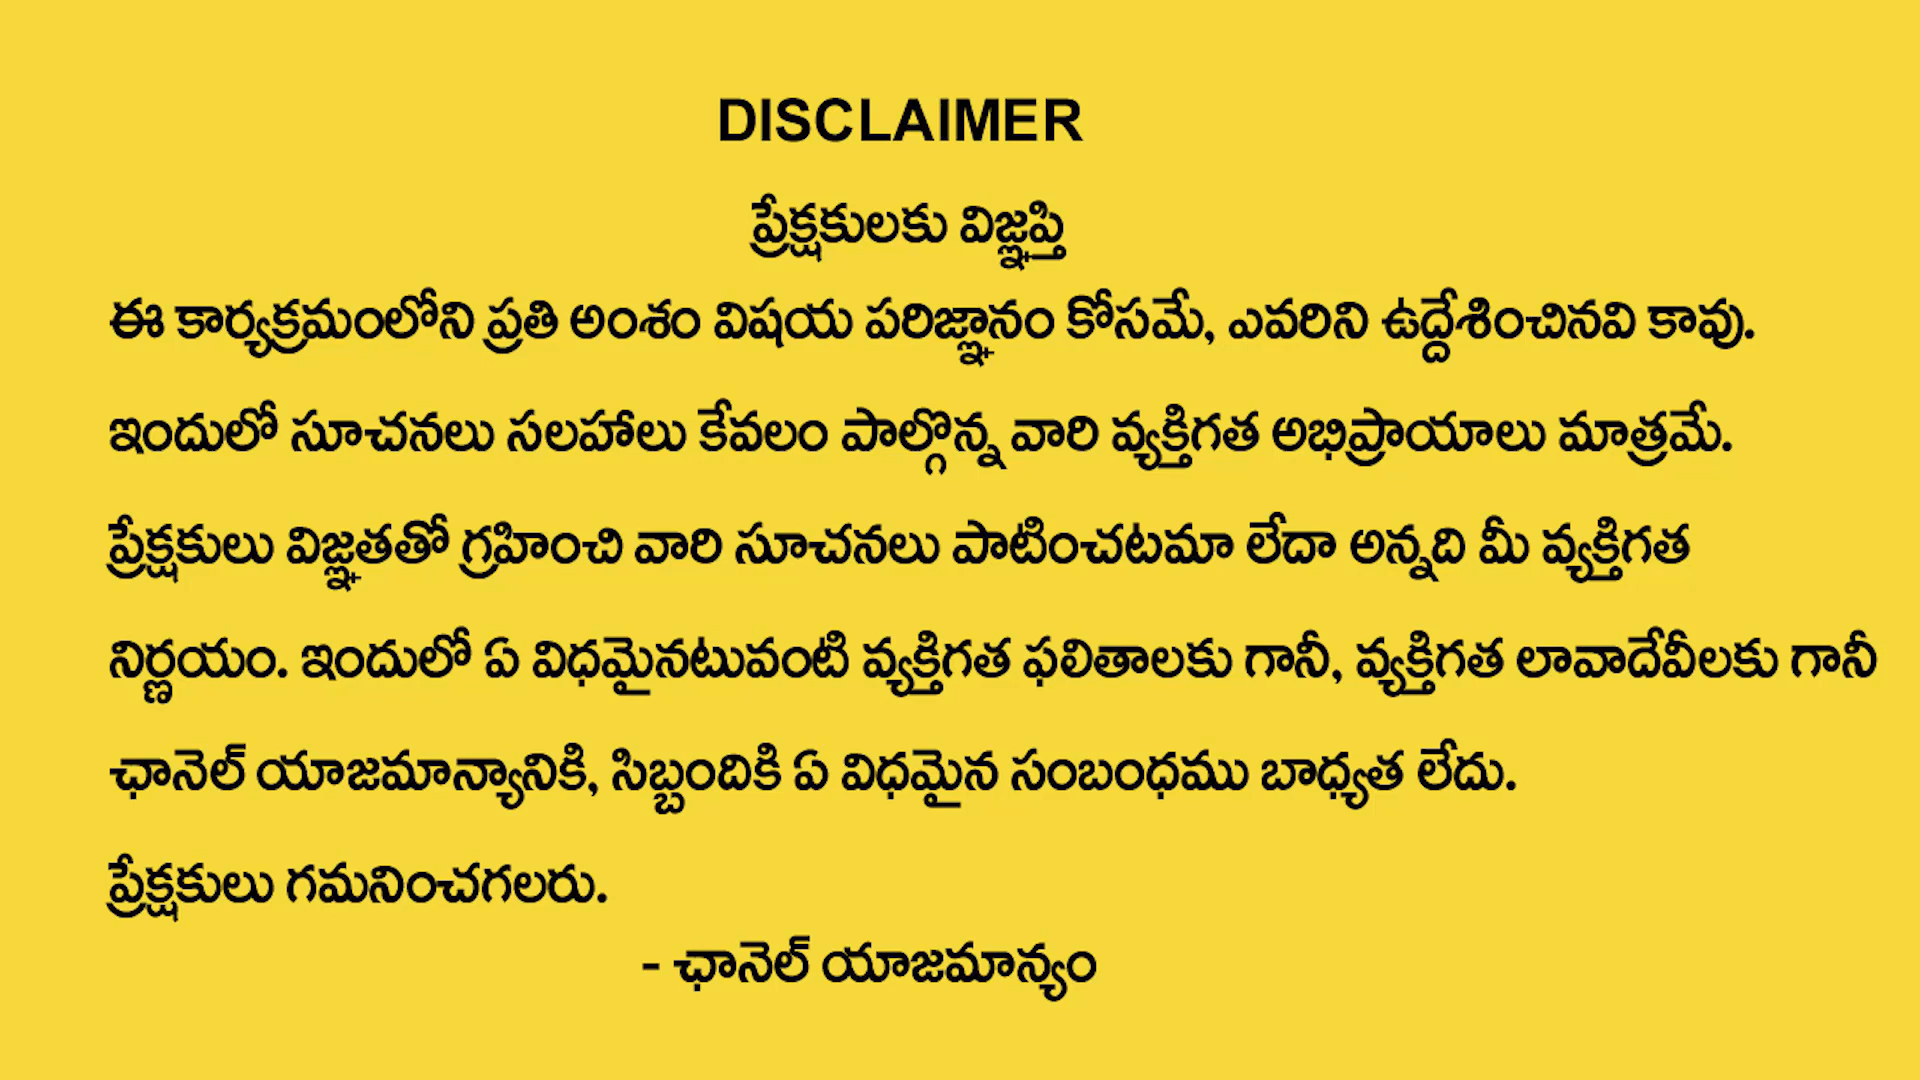 DISCLAIMER
ప్రేక్షకులకు విజ్ఞప్తి
ఈ కార్యక్రమంలోని ప్రతి అంశం విషయ పరిజ్ఞానం కోసమే, ఎవరిని ఉద్దేశించినవి కావు.
ఇందులో సూచనలు సలహాలు కేవలం పాల్గొన్న వారి వ్యక్తిగత అభిప్రాయాలు మాత్రమే.
ప్రేక్షకులు విజ్ఞతతో గ్రహించి వారి సూచనలు పాటించటమా లేదా అన్నది మీ వ్యక్తిగత
నిర్ణయం. ఇందులో ఏ విధమైనటువంటి వ్యక్తిగత ఫలితాలకు గానీ, వ్యక్తిగత లావాదేవీలకు గానీ
ఛానెల్ యాజమాన్యానికి, సిబ్బందికి ఏ విధమైన సంబంధము బాధ్యత లేదు.
ప్రేక్షకులు గమనించగలరు.
- ఛానెల్ యాజమాన్యం